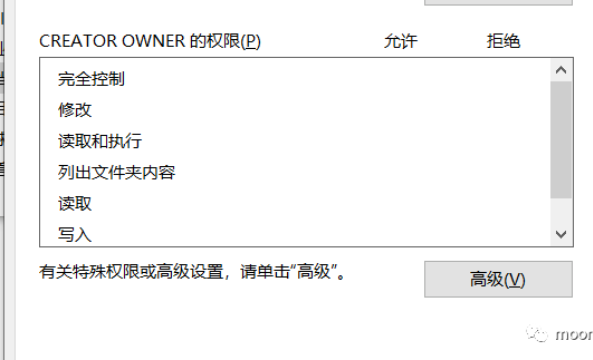 CREATOR OWNER 的权限(P) 允许 拒绝
完全控制
修改
读取和执行
列出文件夹内容
读取
写入
有关特殊权限或高级设置，请单击"高级"。 高级(V)
moor